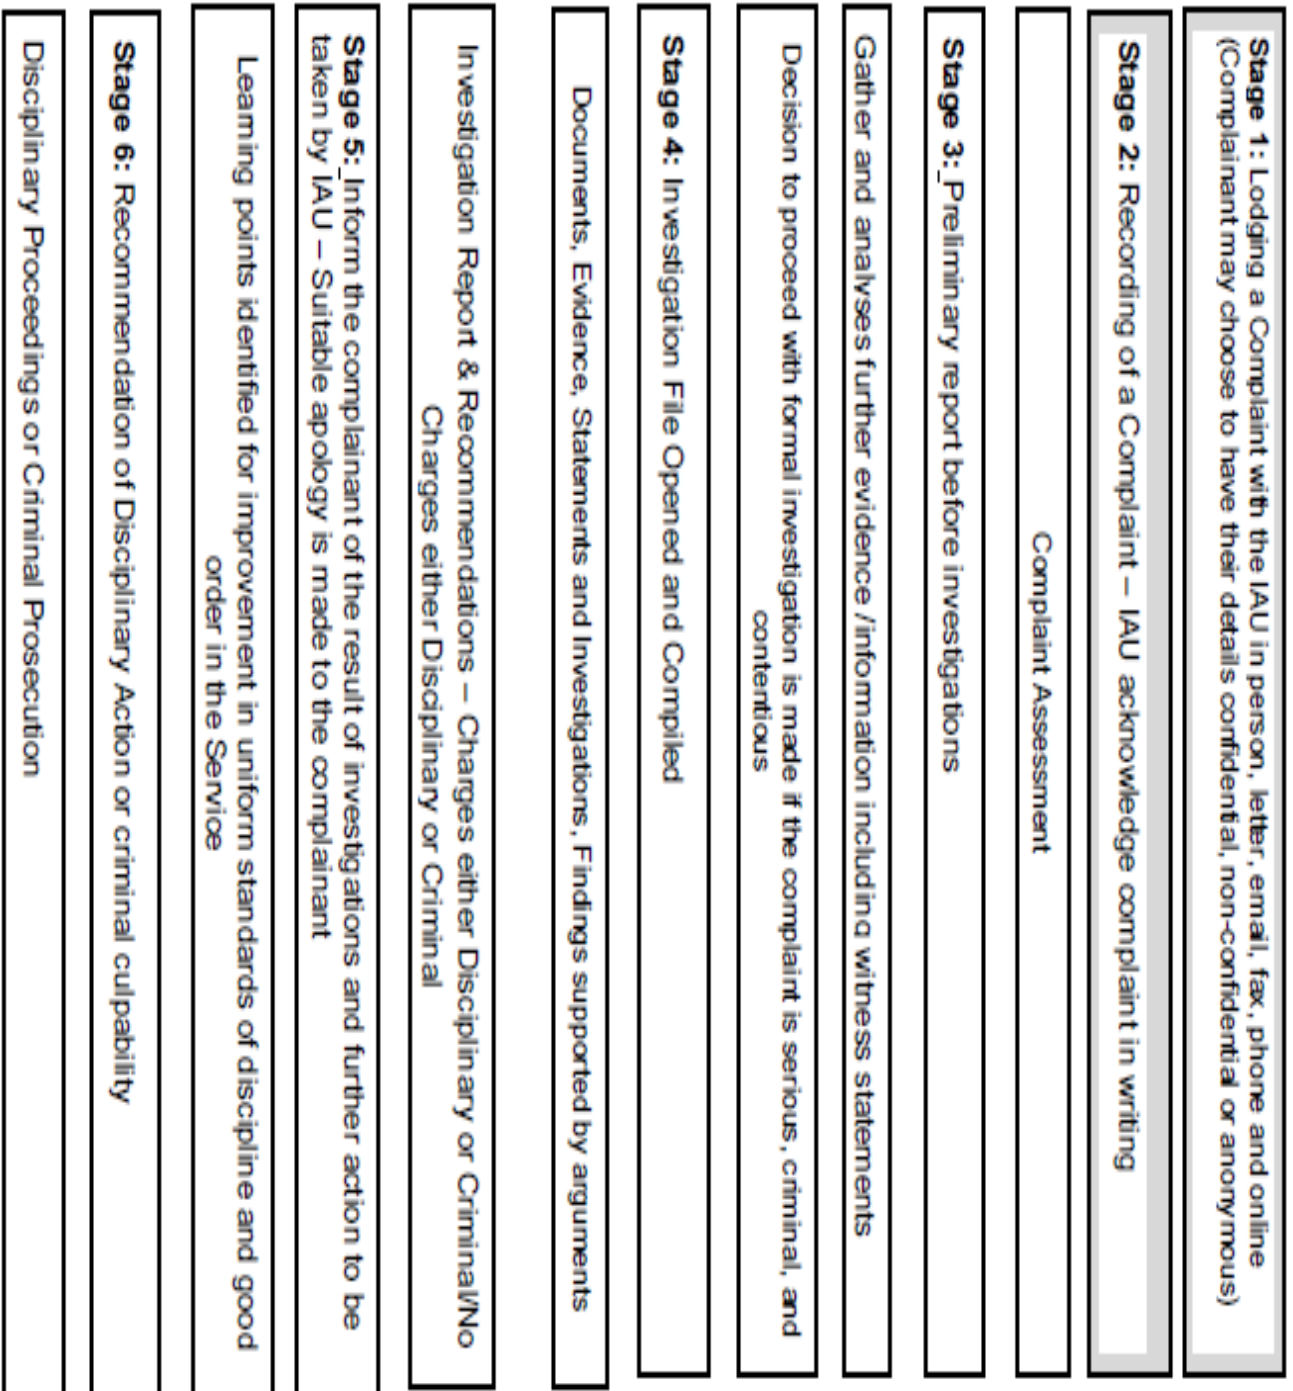 Stage 1: Lodging a Complaint with the IAU in person, letter, email, fax, phone and online
(Complainant may choose to have their details confidential, non-confidential or anonymous)
Stage 2: Recording of a Complaint – IAU acknowledge complaint in writing
Complaint Assessment
Stage 3: Preliminary report before investigations
Gather and analyses further evidence /information including witness statements
Decision to proceed with formal investigation is made if the complaint is serious, criminal, and
contentious
Stage 4: Investigation File Opened and Compiled
Documents, Evidence, Statements and Investigations, Findings supported by arguments
Investigation Report & Recommendations – Charges either Disciplinary or Criminal/No
Charges either Disciplinary or Criminal
Stage 5: Inform the complainant of the result of investigations and further action to be
taken by IAU – Suitable apology is made to the complainant
Learning points identified for improvement in uniform standards of discipline and good
order in the Service
Stage 6: Recommendation of Disciplinary Action or criminal culpability
Disciplinary Proceedings or Criminal Prosecution